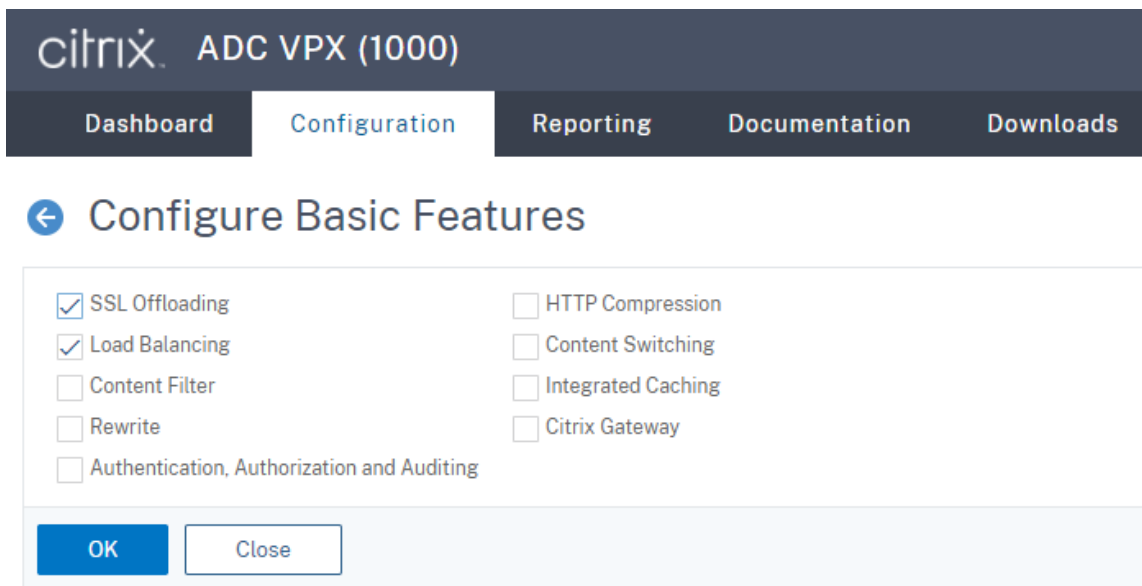 citrix. ADC VPX (1000)
Dashboard Configuration Reporting Documentation Downloads
Configure Basic Features
SSL Offloading HTTP Compression
Load Balancing Content Switching
Content Filter Integrated Caching
Rewrite Citrix Gateway
Authentication, Authorization and Auditing
OK Close